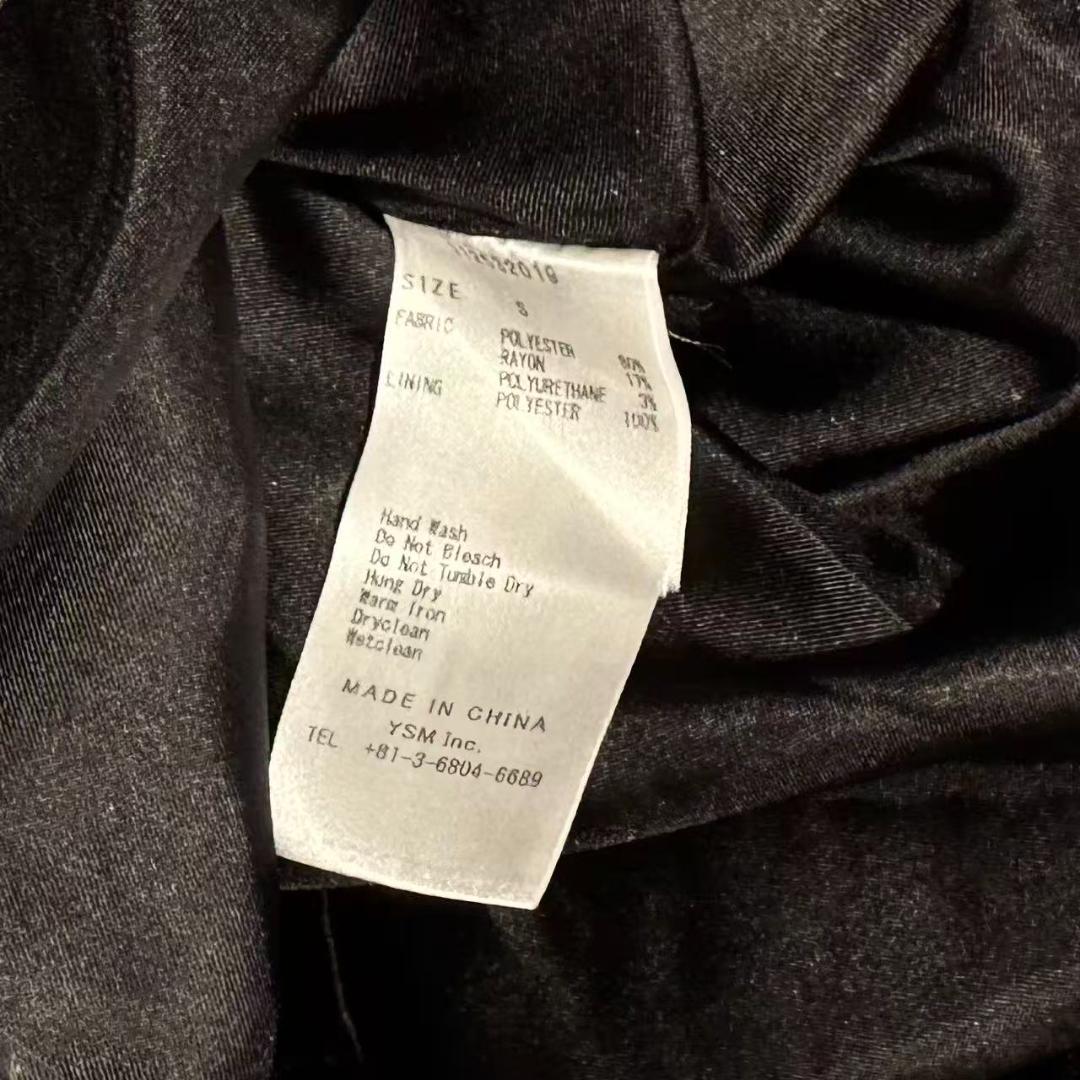 SIZE S
FABRIC POLYESTER 80%
RAYON 17%
POLYURETHANE 3%
LINING POLYESTER 100%
Hand Wash
Do Not Bleach
Do Not Tumble Dry
Hung Dry
Warm Iron
Dryclean
Wetclean
MADE IN CHINA
YSM Inc.
TEL +81-3-6804-6689